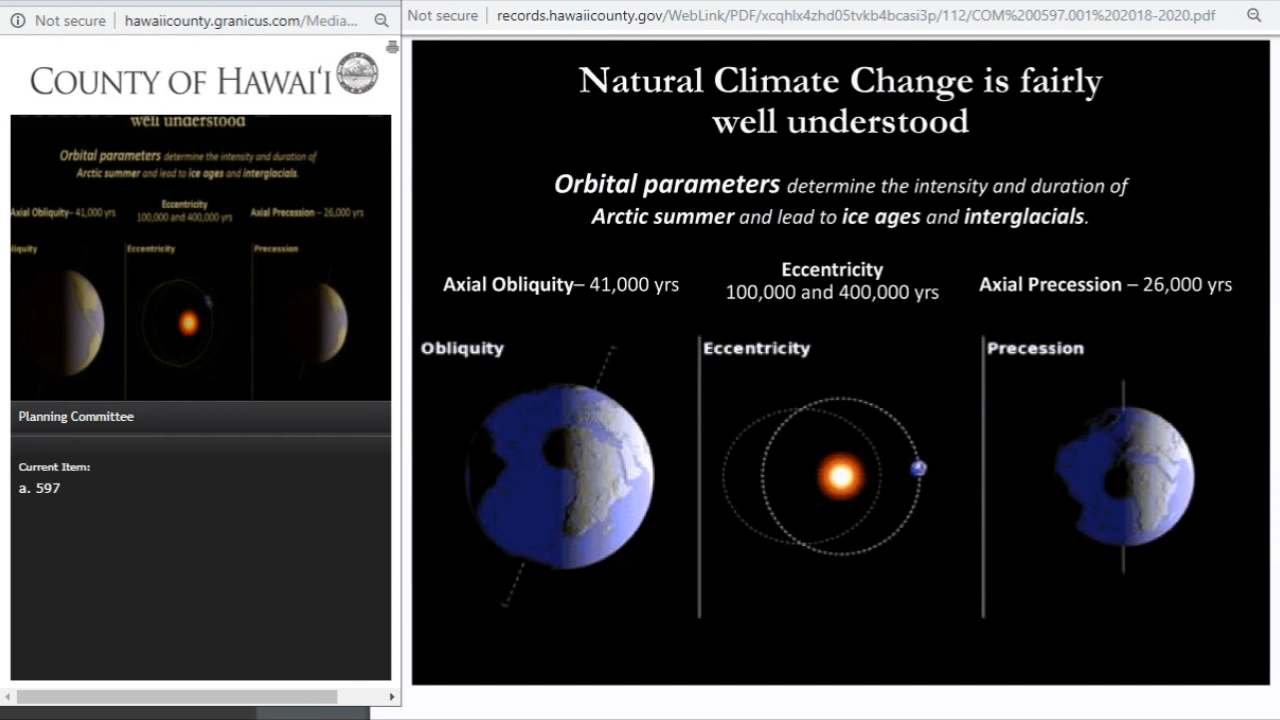 Not secure
hawaiicounty.granicus.com/Media...
COUNTY OF HAWAI‘I
well understood
Orbital parameters determine the intensity and duration of
Arctic summer and lead to ice ages and interglacials.
Axial Obliquity– 41,000 yrs
Eccentricity
100,000 and 400,000 yrs
Axial Precession – 26,000 yrs
liquity
Eccentricity
Precession
Planning Committee
Current Item:
a. 597
Not secure
records.hawaiicounty.gov/WebLink/PDF/xcqhlx4zhd05tvkb4bcasi3p/112/COM%200597.001%202018-2020.pdf
Natural Climate Change is fairly
well understood
Orbital parameters determine the intensity and duration of
Arctic summer and lead to ice ages and interglacials.
Axial Obliquity– 41,000 yrs
Eccentricity
100,000 and 400,000 yrs
Axial Precession – 26,000 yrs
Obliquity
Eccentricity
Precession